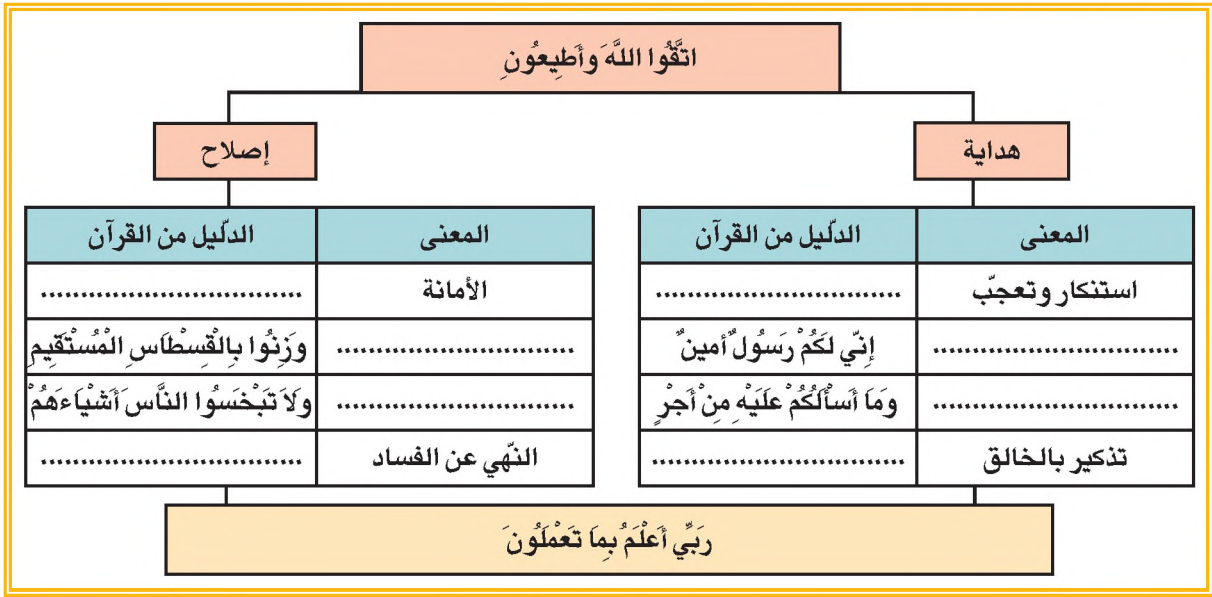 اتَّقُوا اللَّهَ وَأَطِيعُونِ
هداية
إصلاح
المعنى
الدّليل من القرآن
المعنى
الدّليل من القرآن
استنكار وتعجّب
...............................
الأمانة
................................
...............................
إِنِّي لَكُمْ رَسُولٌ أَمِينٌ
..............................
وَزِنُوا بِالْقِسْطَاسِ الْمُسْتَقِيمِ
...............................
وَمَا أَسْأَلُكُمْ عَلَيْهِ مِنْ أَجْرٍ
..............................
وَلَا تَبْخَسُوا النَّاسَ أَشْيَاءَهُمْ
تذكير بالخالق
...............................
النّهي عن الفساد
................................
رَبِّي أَعْلَمُ بِمَا تَعْمَلُونَ